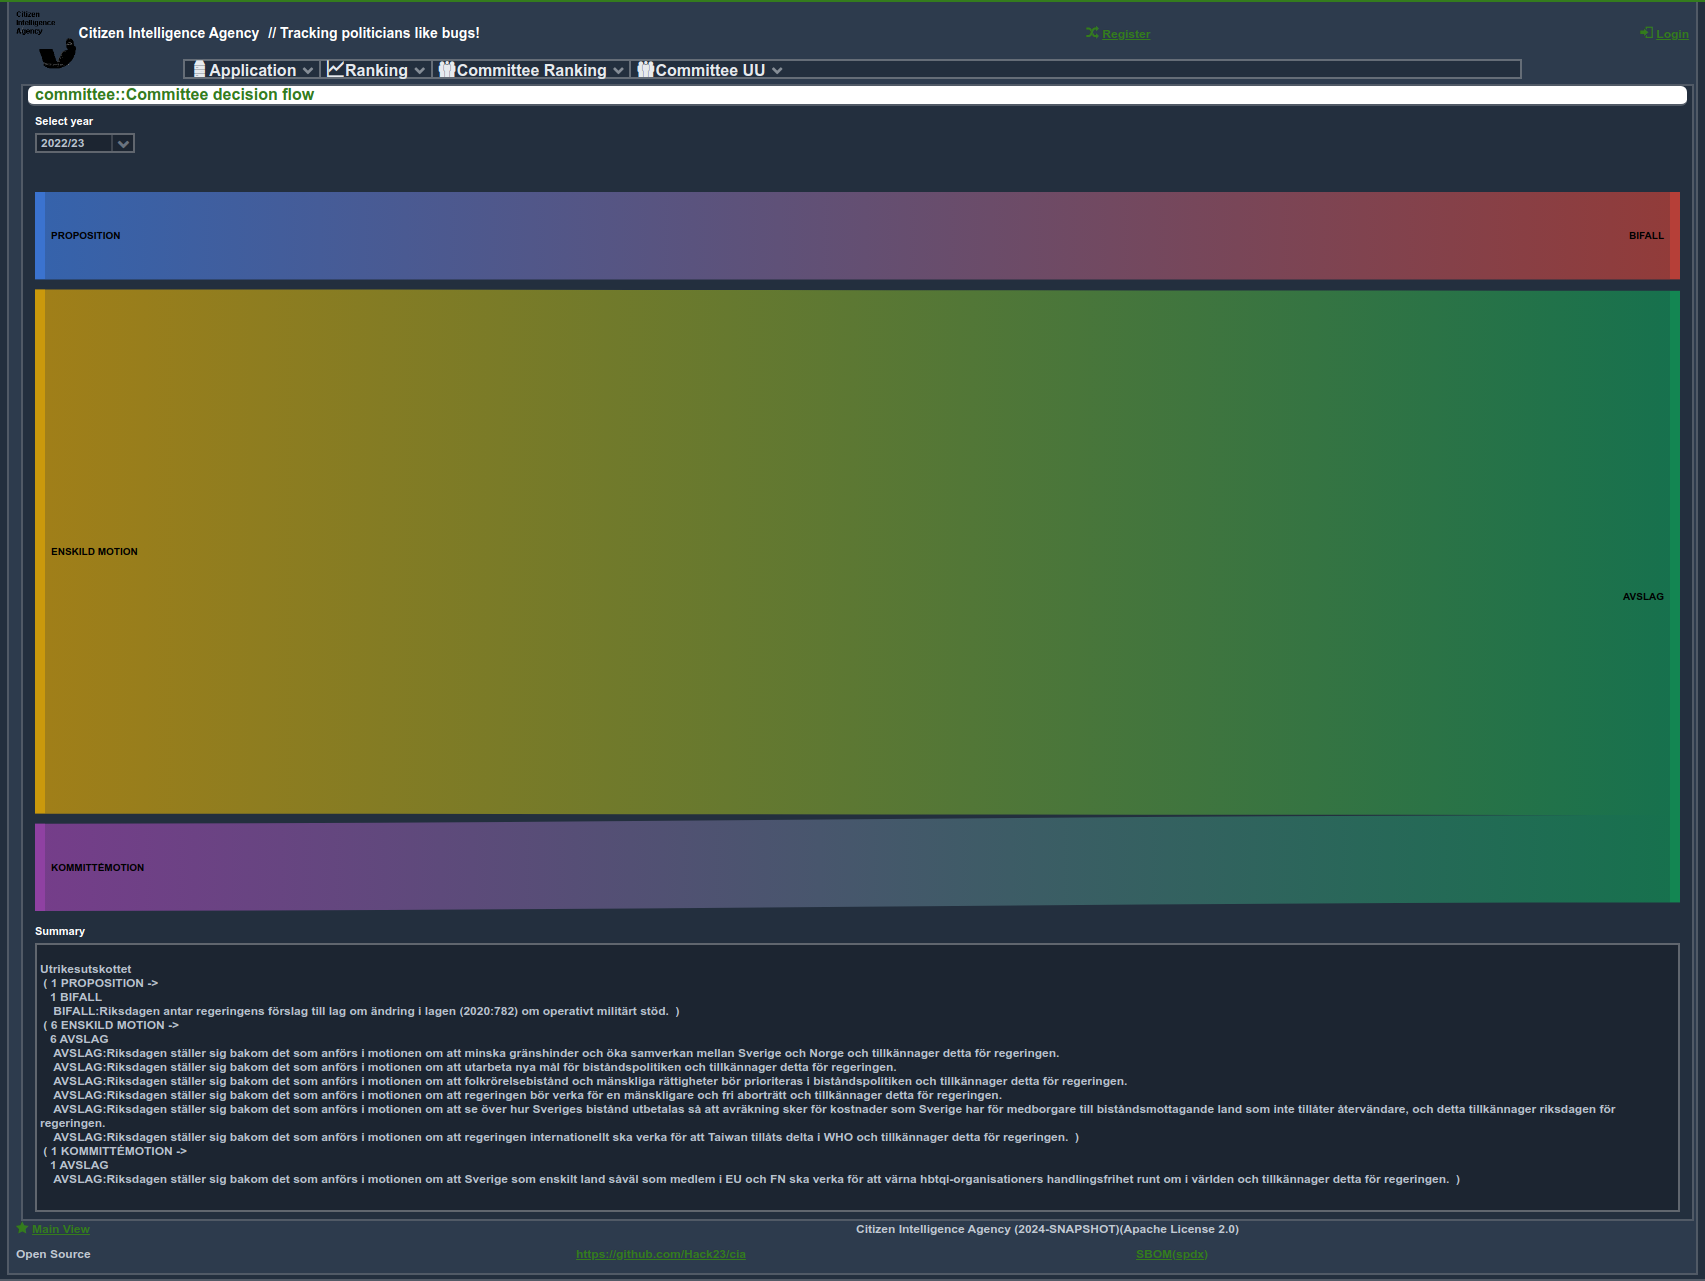 Citizen
Intelligence
Agency
Citizen Intelligence Agency // Tracking politicians like bugs!
Register
Login
Application
Ranking
Committee Ranking
Committee UU
committee::Committee decision flow
Select year
2022/23
PROPOSITION
BIFALL
ENSKILD MOTION
AVSLAG
KOMMITTÉMOTION
Summary
Utrikesutskottet
( 1 PROPOSITION ->
1 BIFALL
BIFALL:Riksdagen antar regeringens förslag till lag om ändring i lagen (2020:782) om operativt militärt stöd. )
( 6 ENSKILD MOTION ->
6 AVSLAG
AVSLAG:Riksdagen ställer sig bakom det som anförs i motionen om att minska gränshinder och öka samverkan mellan Sverige och Norge och tillkännager detta för regeringen.
AVSLAG:Riksdagen ställer sig bakom det som anförs i motionen om att utarbeta nya mål för biståndspolitiken och tillkännager detta för regeringen.
AVSLAG:Riksdagen ställer sig bakom det som anförs i motionen om att folkrörelsebistånd och mänskliga rättigheter bör prioriteras i biståndspolitiken och tillkännager detta för regeringen.
AVSLAG:Riksdagen ställer sig bakom det som anförs i motionen om att regeringen bör verka för en mänskligare och fri aborträtt och tillkännager detta för regeringen.
AVSLAG:Riksdagen ställer sig bakom det som anförs i motionen om att se över hur Sveriges bistånd utbetalas så att avräkning sker för kostnader som Sverige har för medborgare till biståndsmottagande land som inte tillåter återvändare, och detta tillkännager riksdagen för
regeringen.
AVSLAG:Riksdagen ställer sig bakom det som anförs i motionen om att regeringen internationellt ska verka för att Taiwan tillåts delta i WHO och tillkännager detta för regeringen. )
( 1 KOMMITTÉMOTION ->
1 AVSLAG
AVSLAG:Riksdagen ställer sig bakom det som anförs i motionen om att Sverige som enskilt land såväl som medlem i EU och FN ska verka för att värna hbtqi-organisationers handlingsfrihet runt om i världen och tillkännager detta för regeringen. )
Main View
Citizen Intelligence Agency (2024-SNAPSHOT)(Apache License 2.0)
Open Source
https://github.com/Hack23/cia
SBOM(spdx)